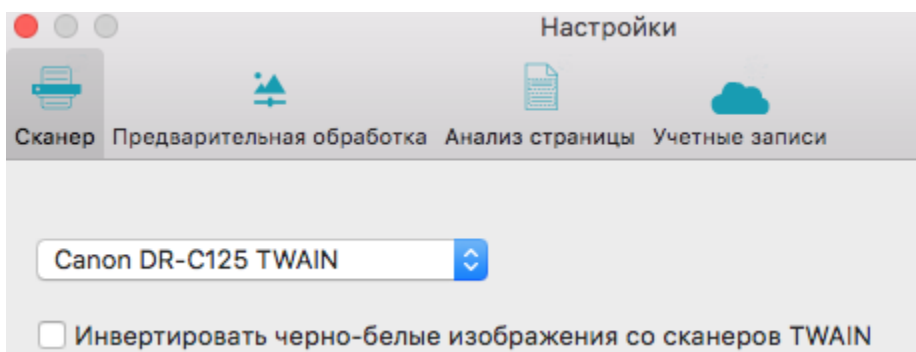 Настройки
Сканер Предварительная обработка Анализ страницы Учетные записи
Canon DR-C125 TWAIN
Инвертировать черно-белые изображения со сканеров TWAIN